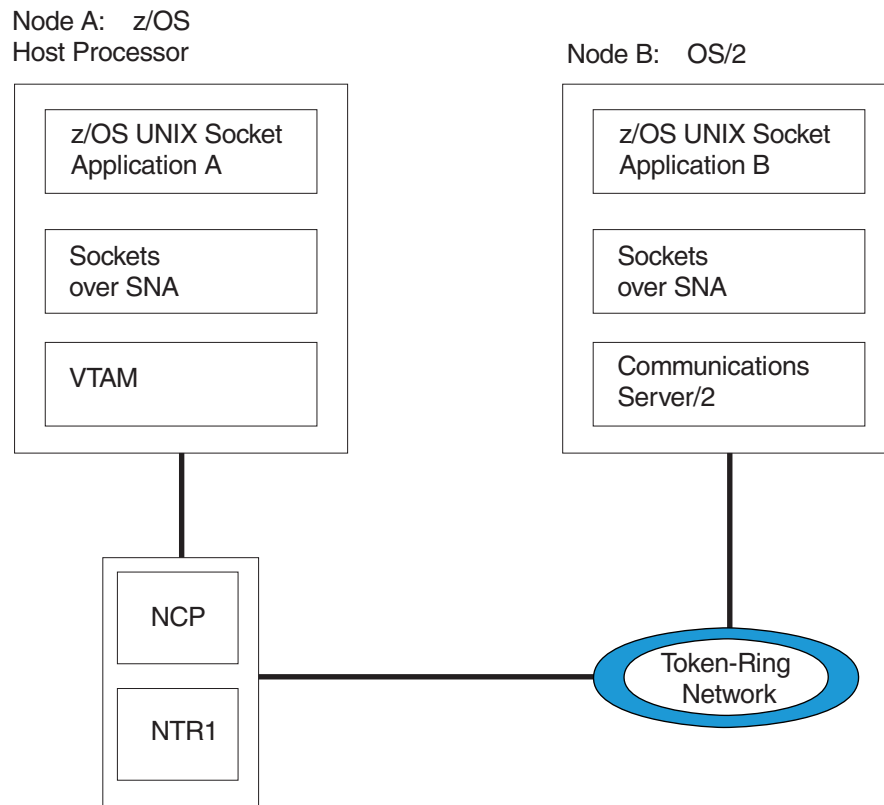 Node A: z/OS
Host Processor
z/OS UNIX Socket
Application A
Sockets
over SNA
VTAM
Node B: OS/2
z/OS UNIX Socket
Application B
Sockets
over SNA
Communications
Server/2
NCP
NTR1
Token-Ring
Network